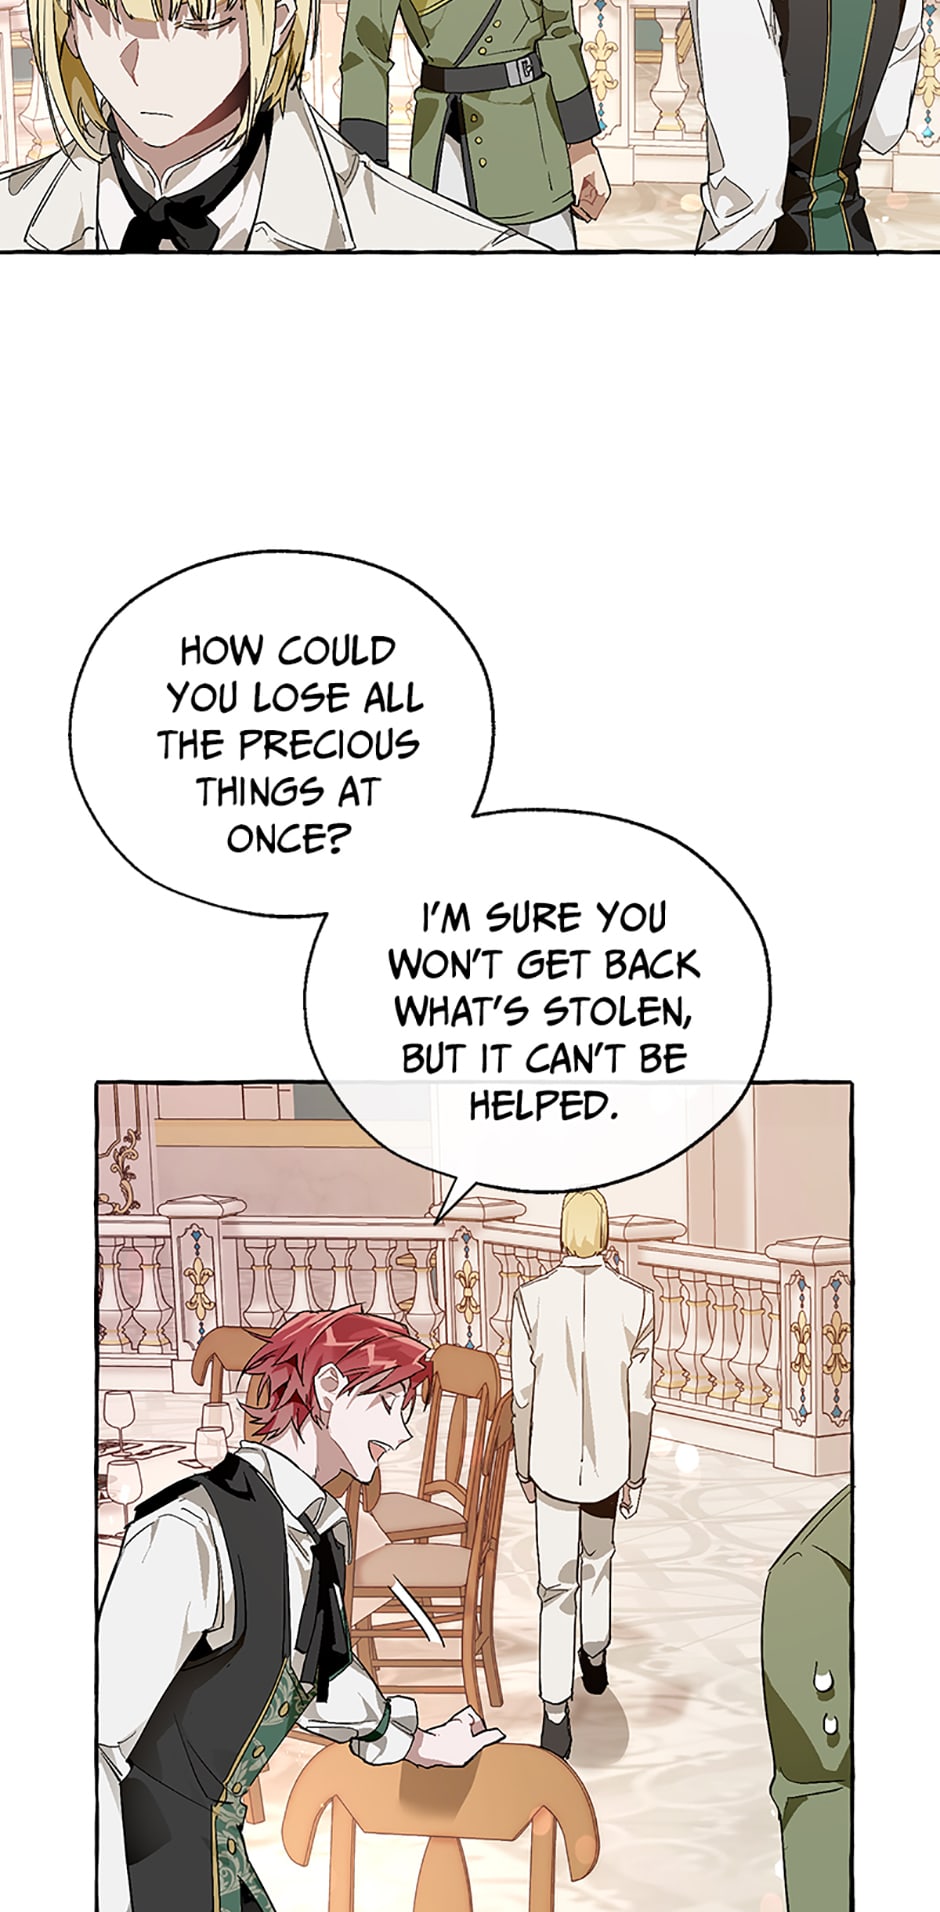 HOW COULD
YOU LOSE ALL
THE PRECIOUS
THINGS AT
ONCE?
I'M SURE YOU
WON'T GET BACK
WHAT'S STOLEN,
BUT IT CAN'T BE
HELPED.